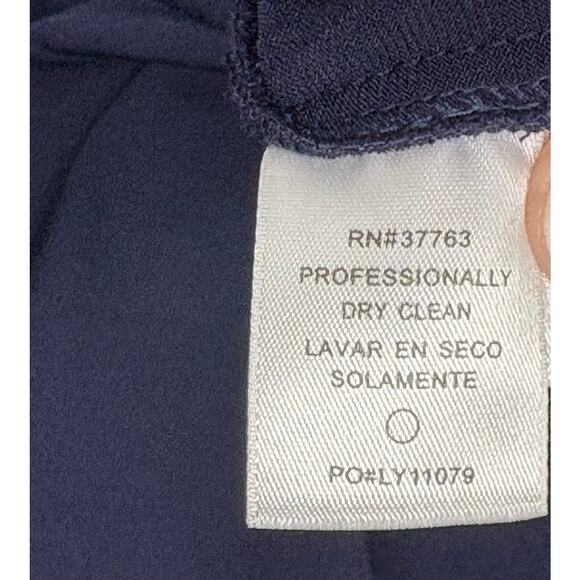 RN#37763
PROFESSIONALLY
DRY CLEAN
LAVAR EN SECO
SOLAMENTE
PO#LY11079